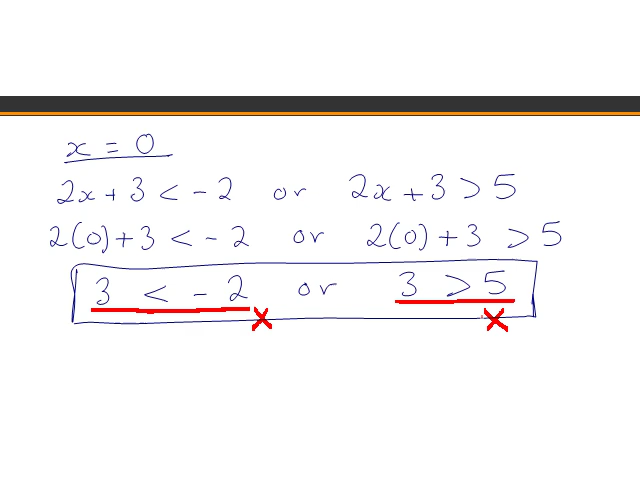 x = 0
2x + 3 < - 2 or 2x + 3 > 5
2(0) + 3 < - 2 or 2(0) + 3 > 5
3 < - 2 or 3 > 5